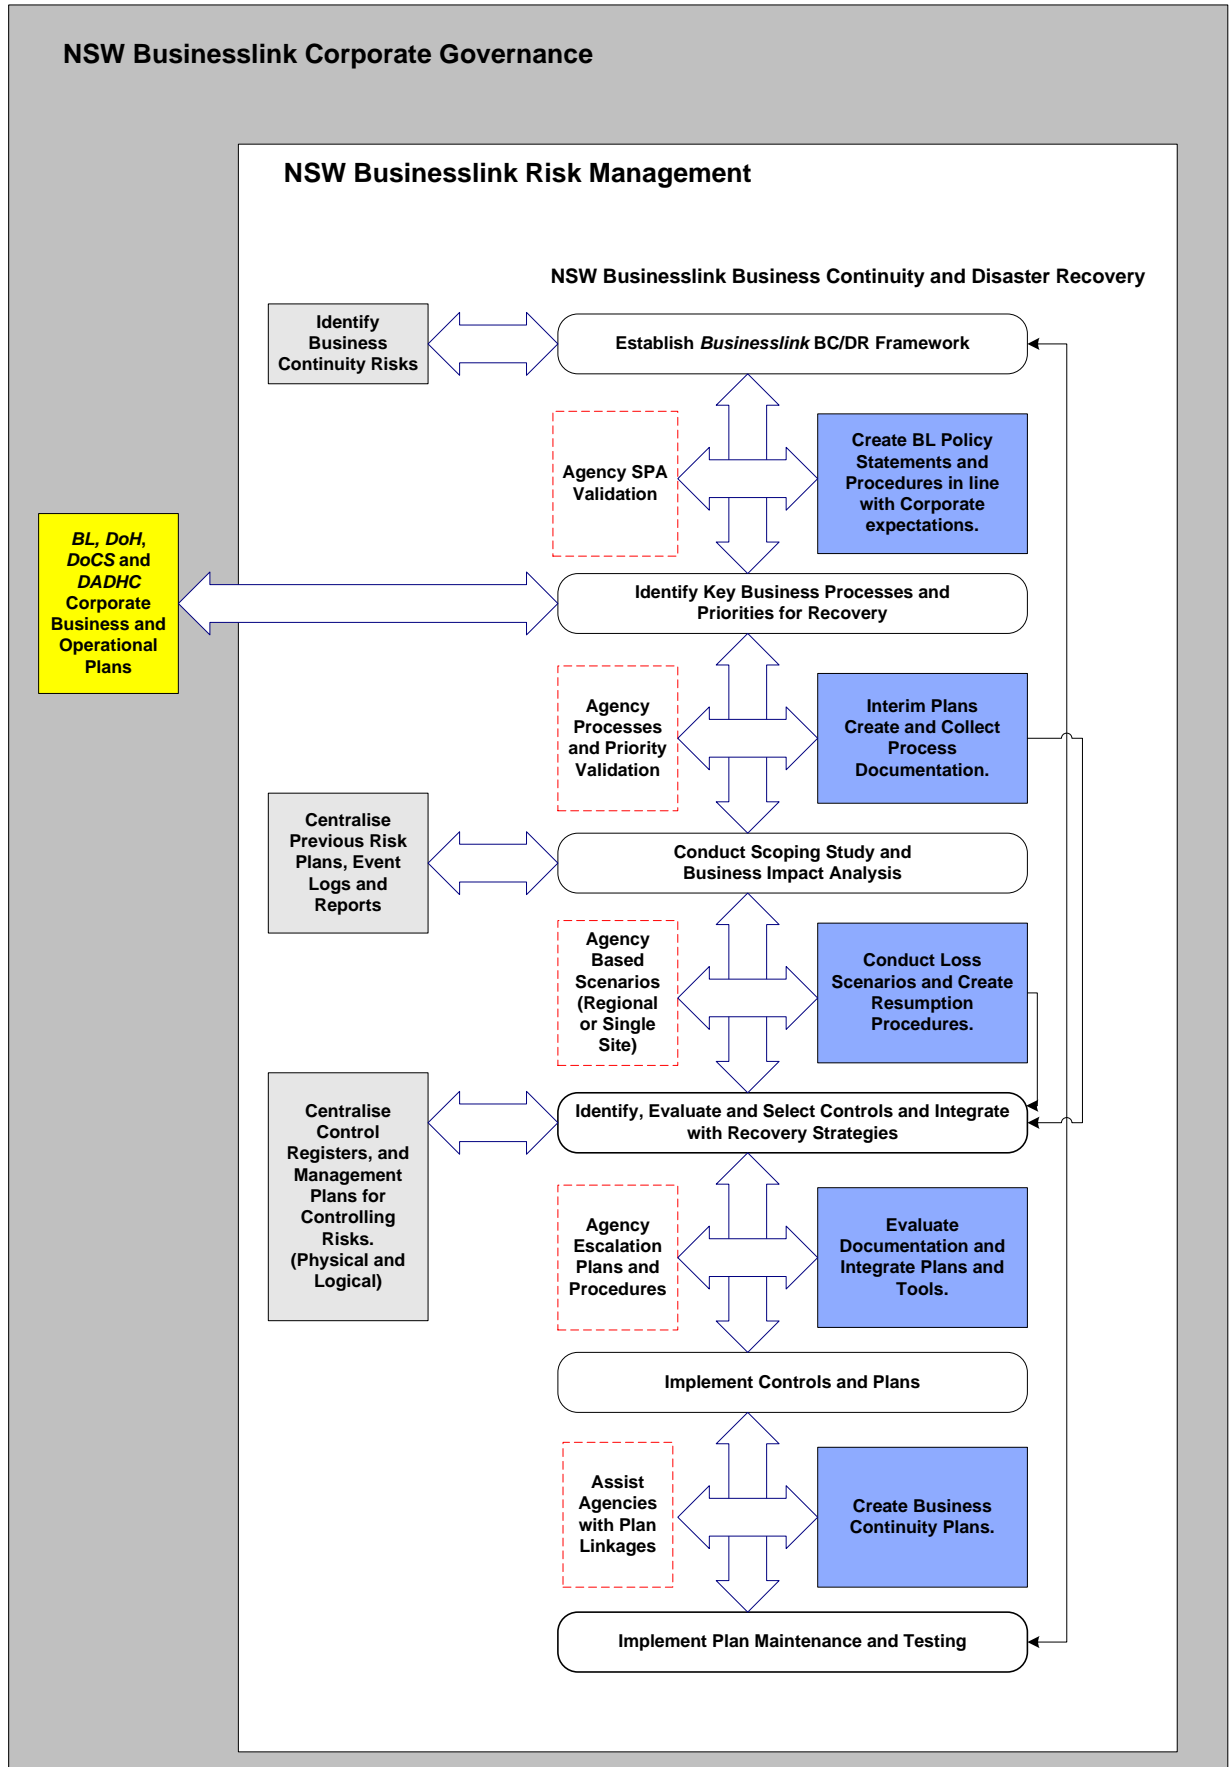 NSW Businesslink Corporate Governance
NSW Businesslink Risk Management
NSW Businesslink Business Continuity and Disaster Recovery
Identify
Business
Continuity Risks
Establish Businesslink BC/DR Framework
Agency SPA
Validation
Create BL Policy
Statements and
Procedures in line
with Corporate
expectations.
BL, DoH,
DoCS and
DADHC
Corporate
Business and
Operational
Plans
Identify Key Business Processes and
Priorities for Recovery
Agency
Processes
and Priority
Validation
Interim Plans
Create and Collect
Process
Documentation.
Centralise
Previous Risk
Plans, Event
Logs and
Reports
Conduct Scoping Study and
Business Impact Analysis
Agency
Based
Scenarios
(Regional
or Single
Site)
Conduct Loss
Scenarios and Create
Resumption
Procedures.
Centralise
Control
Registers, and
Management
Plans for
Controlling
Risks.
(Physical and
Logical)
Identify, Evaluate and Select Controls and Integrate
with Recovery Strategies
Agency
Escalation
Plans and
Procedures
Evaluate
Documentation and
Integrate Plans and
Tools.
Implement Controls and Plans
Assist
Agencies
with Plan
Linkages
Create Business
Continuity Plans.
Implement Plan Maintenance and Testing